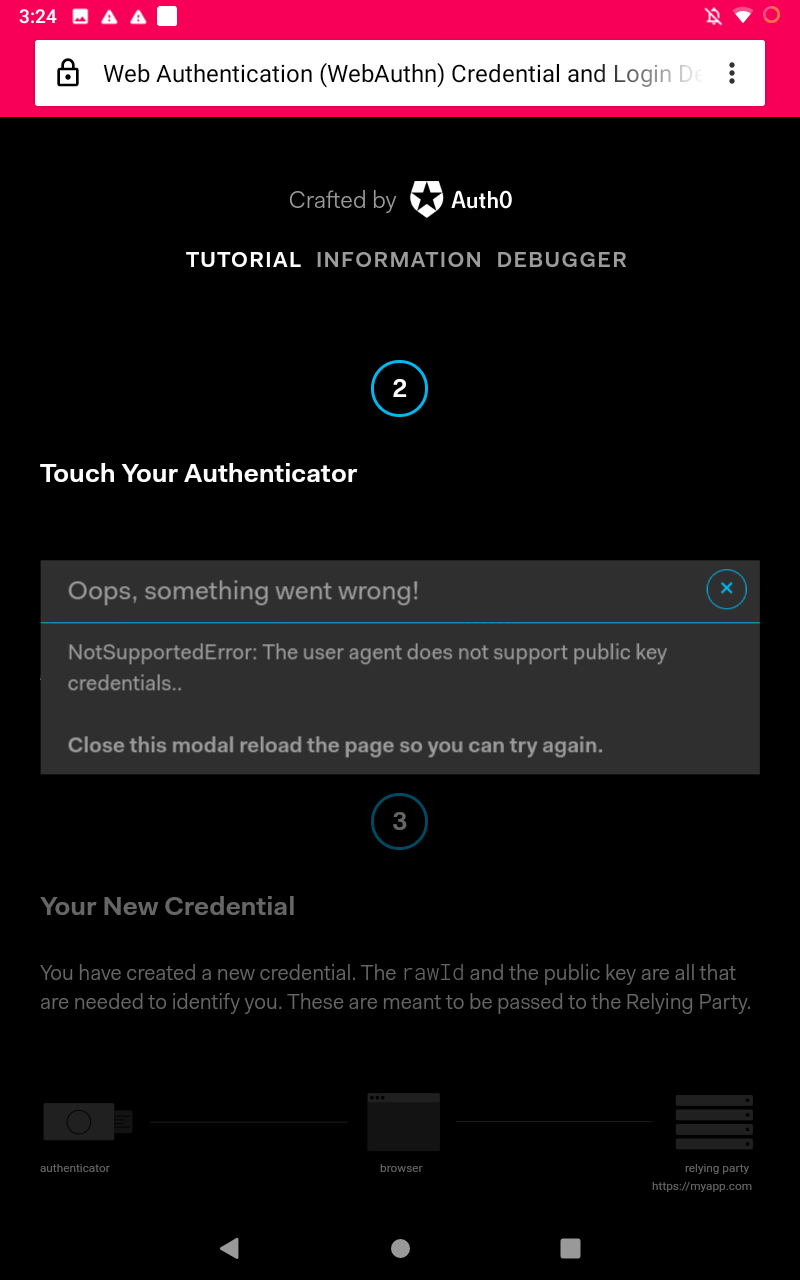 3:24
Web Authentication (WebAuthn) Credential and Login De
Crafted by Auth0
TUTORIAL INFORMATION DEBUGGER
2
Touch Your Authenticator
Oops, something went wrong!
NotSupportedError: The user agent does not support public key
credentials..
Close this modal reload the page so you can try again.
3
Your New Credential
You have created a new credential. The rawId and the public key are all that
are needed to identify you. These are meant to be passed to the Relying Party.
authenticator
browser
relying party
https://myapp.com